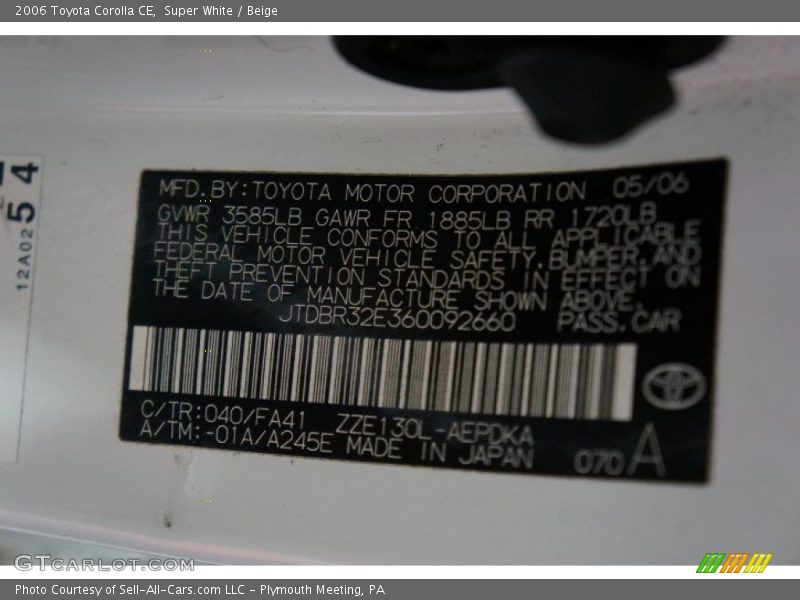 2006 Toyota Corolla CE, Super White / Beige
54
12A02
MFD.BY:TOYOTA MOTOR CORPORATION 05/06
GVWR 3585LB GAWR FR 1885LB RR 1720LB
THIS VEHICLE CONFORMS TO ALL APPLICABLE
FEDERAL MOTOR VEHICLE SAFETY,BUMPER,AND
THEFT PREVENTION STANDARDS IN EFFECT ON
THE DATE OF MANUFACTURE SHOWN ABOVE.
JTDBR32E360092660 PASS.CAR
C/TR:040/FA41 ZZE130L-AEPDKA
A/TM:-01A/A245E MADE IN JAPAN 070A
GTCARLOT.COM
Photo Courtesy of Sell-All-Cars.com LLC - Plymouth Meeting, PA